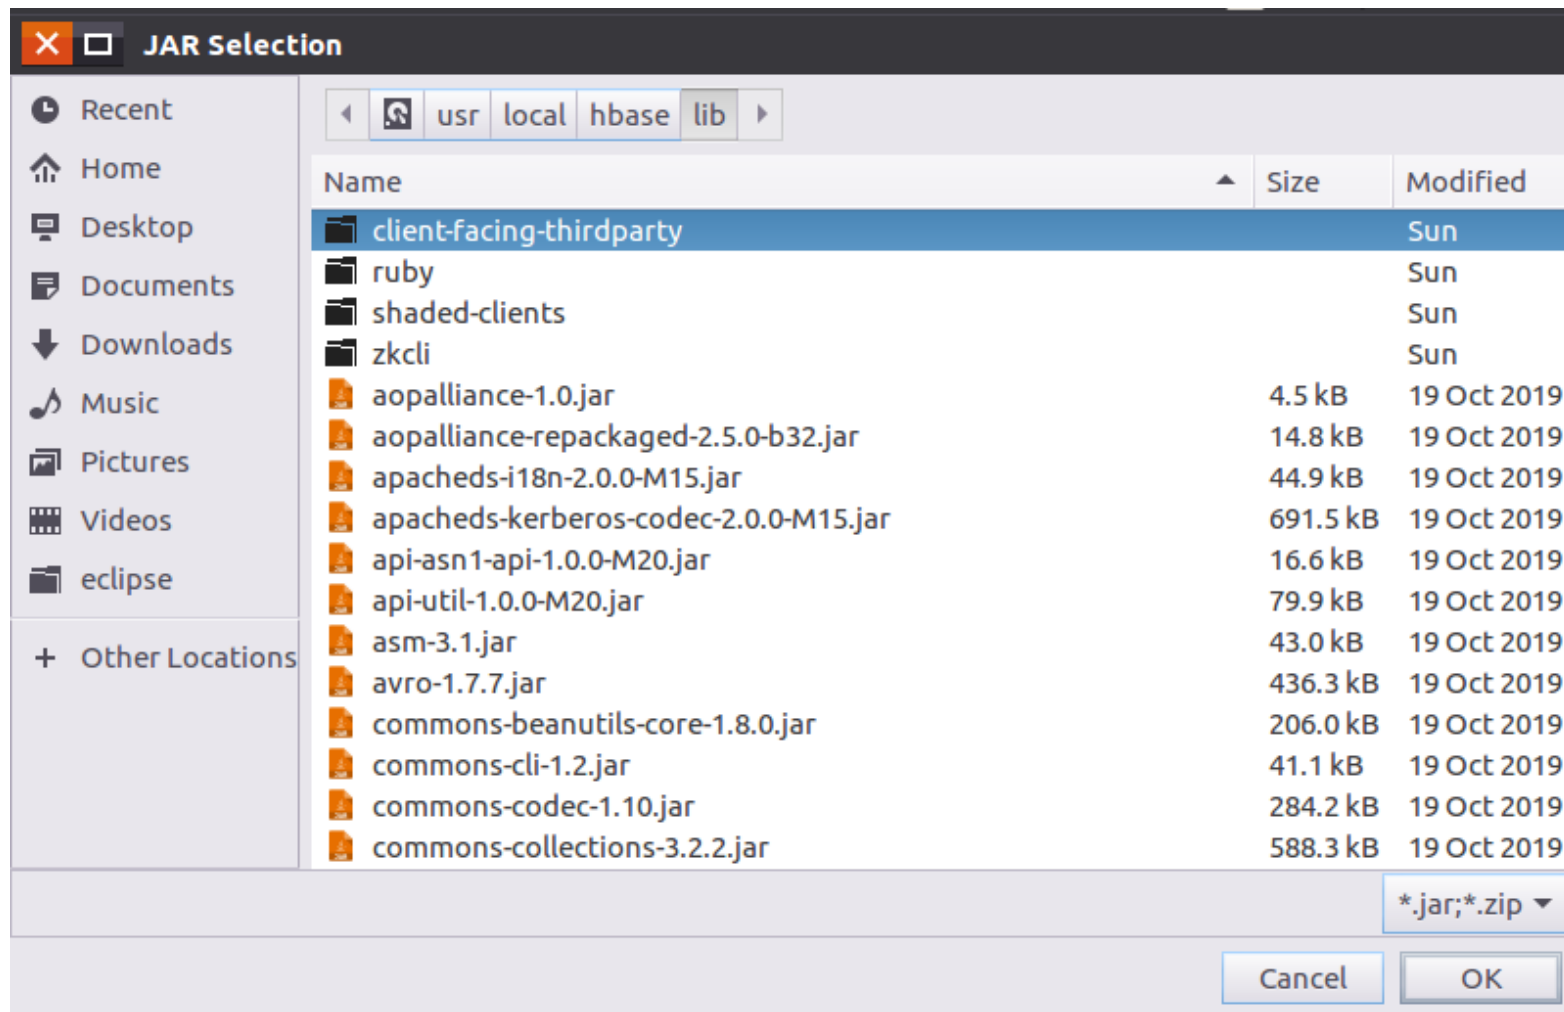 JAR Selection
Recent
Home
Desktop
Documents
Downloads
Music
Pictures
Videos
eclipse
+ Other Locations
usr local hbase lib
Name Size Modified
client-facing-thirdparty Sun
ruby Sun
shaded-clients Sun
zkcli Sun
aopalliance-1.0.jar 4.5 kB 19 Oct 2019
aopalliance-repackaged-2.5.0-b32.jar 14.8 kB 19 Oct 2019
apacheds-i18n-2.0.0-M15.jar 44.9 kB 19 Oct 2019
apacheds-kerberos-codec-2.0.0-M15.jar 691.5 kB 19 Oct 2019
api-asn1-api-1.0.0-M20.jar 16.6 kB 19 Oct 2019
api-util-1.0.0-M20.jar 79.9 kB 19 Oct 2019
asm-3.1.jar 43.0 kB 19 Oct 2019
avro-1.7.7.jar 436.3 kB 19 Oct 2019
commons-beanutils-core-1.8.0.jar 206.0 kB 19 Oct 2019
commons-cli-1.2.jar 41.1 kB 19 Oct 2019
commons-codec-1.10.jar 284.2 kB 19 Oct 2019
commons-collections-3.2.2.jar 588.3 kB 19 Oct 2019
*.jar;*.zip
Cancel OK